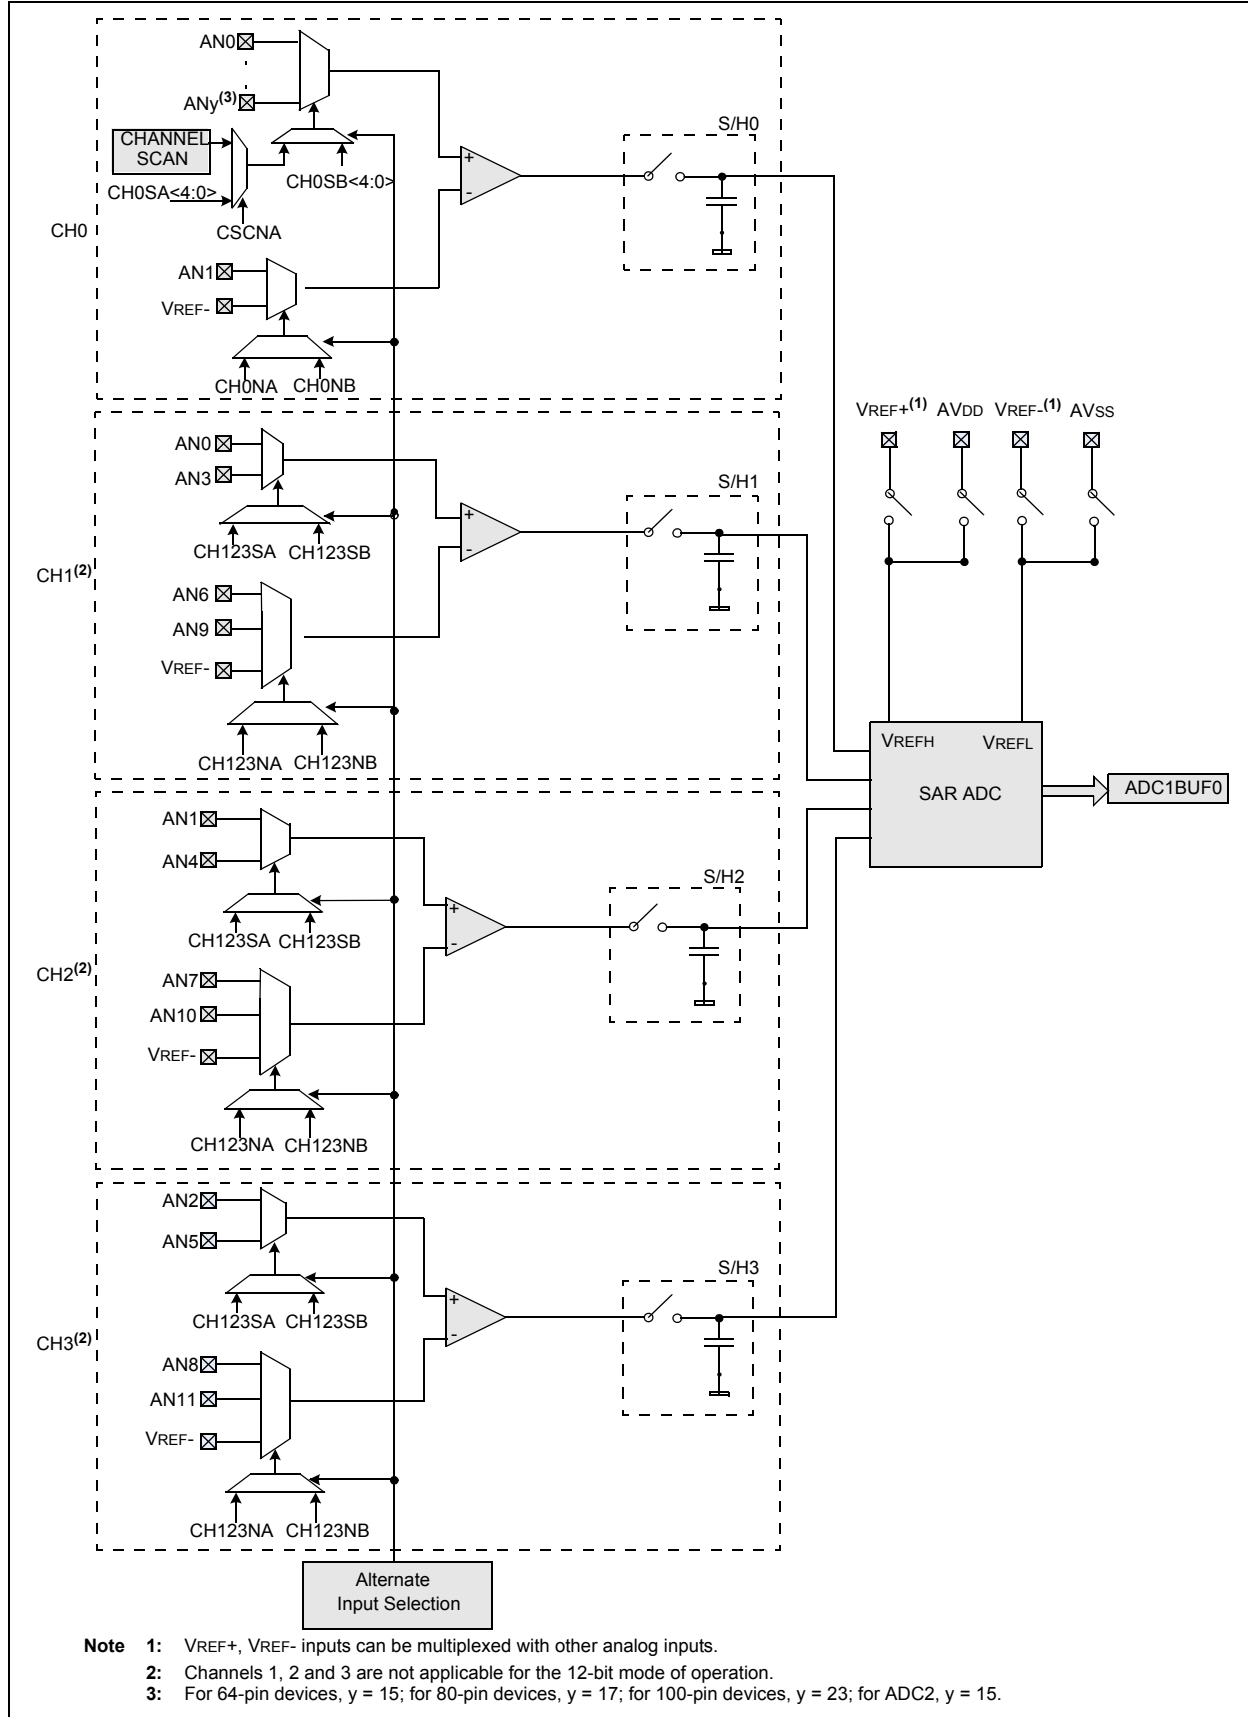 AN0
ANy(3)
CHANNEL
SCAN
CH0SA<4:0>
CH0SB<4:0>
CSCNA
CH0
AN1
VREF-
CH0NA CH0NB
+
-
S/H0
AN0
AN3
CH123SA CH123SB
CH1(2)
AN6
AN9
VREF-
CH123NA CH123NB
+
-
S/H1
VREF+(1) AVDD VREF-(1) AVSS
VREFH VREFL
SAR ADC
ADC1BUF0
AN1
AN4
CH123SA CH123SB
CH2(2)
AN7
AN10
VREF-
CH123NA CH123NB
+
-
S/H2
AN2
AN5
CH123SA CH123SB
CH3(2)
AN8
AN11
VREF-
CH123NA CH123NB
+
-
S/H3
Alternate
Input Selection
Note 1: VREF+, VREF- inputs can be multiplexed with other analog inputs.
2: Channels 1, 2 and 3 are not applicable for the 12-bit mode of operation.
3: For 64-pin devices, y = 15; for 80-pin devices, y = 17; for 100-pin devices, y = 23; for ADC2, y = 15.